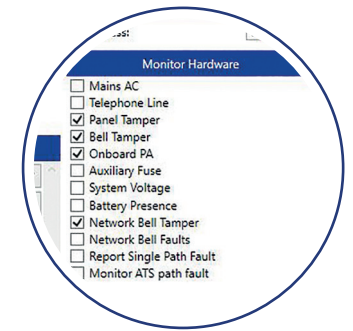 Monitor Hardware
Mains AC
Telephone Line
Panel Tamper
Bell Tamper
Onboard PA
Auxiliary Fuse
System Voltage
Battery Presence
Network Bell Tamper
Network Bell Faults
Report Single Path Fault
Monitor ATS path fault